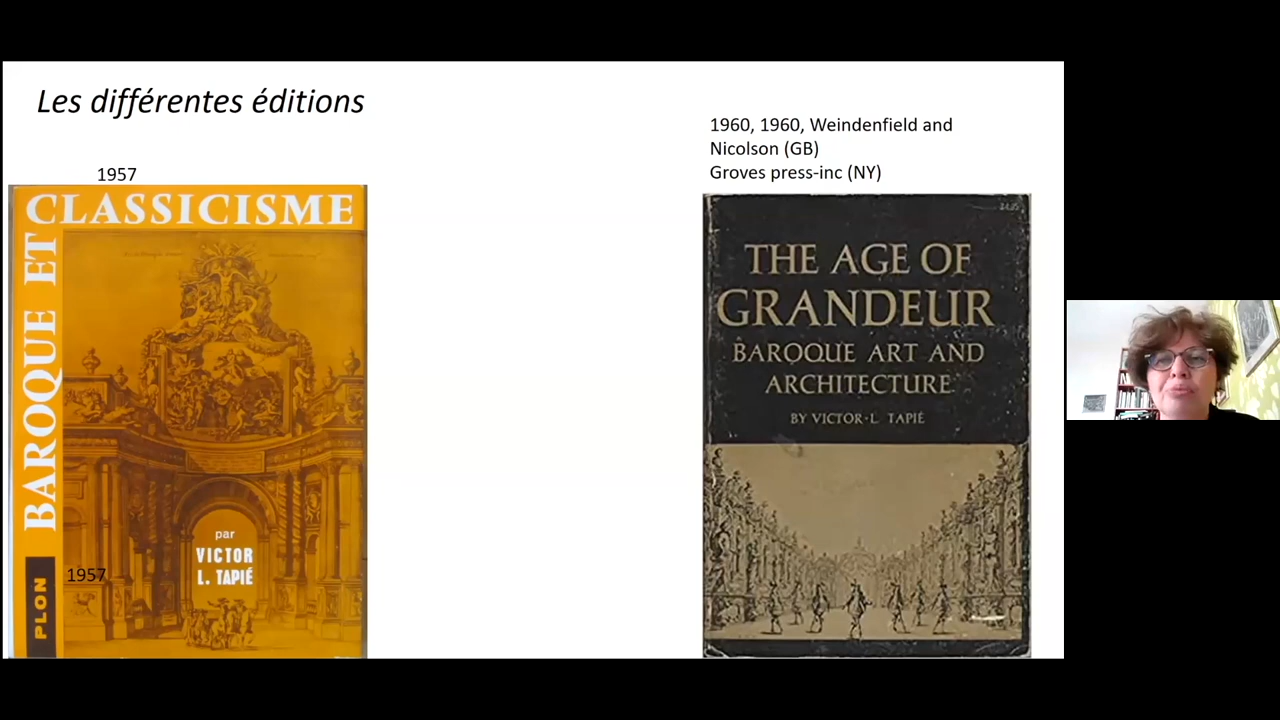 Les différentes éditions
1957
CLASSICISME
BAROQUE ET
par
VICTOR
L. TAPIÉ
1957
PLON
1960, 1960, Weindenfield and
Nicolson (GB)
Groves press-inc (NY)
THE AGE OF
GRANDEUR
BAROQUE ART AND
ARCHITECTURE
BY VICTOR-L. TAPIÉ